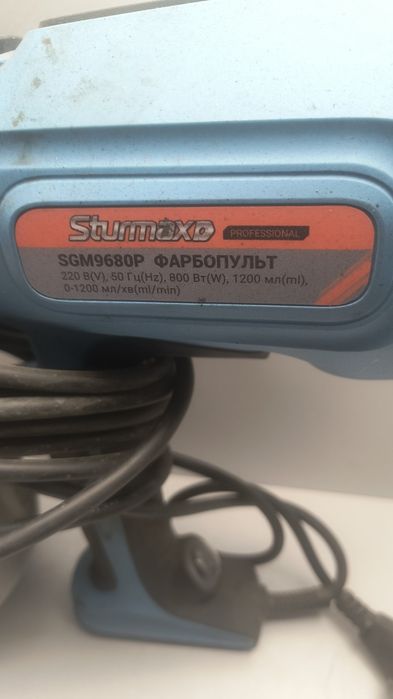 Sturmax
PROFESSIONAL
SGM9680P ФАРБОПУЛЬТ
220 В(V), 50 Гц(Hz), 800 Вт(W), 1200 мл(ml),
0-1200 мл/хв(ml/min)